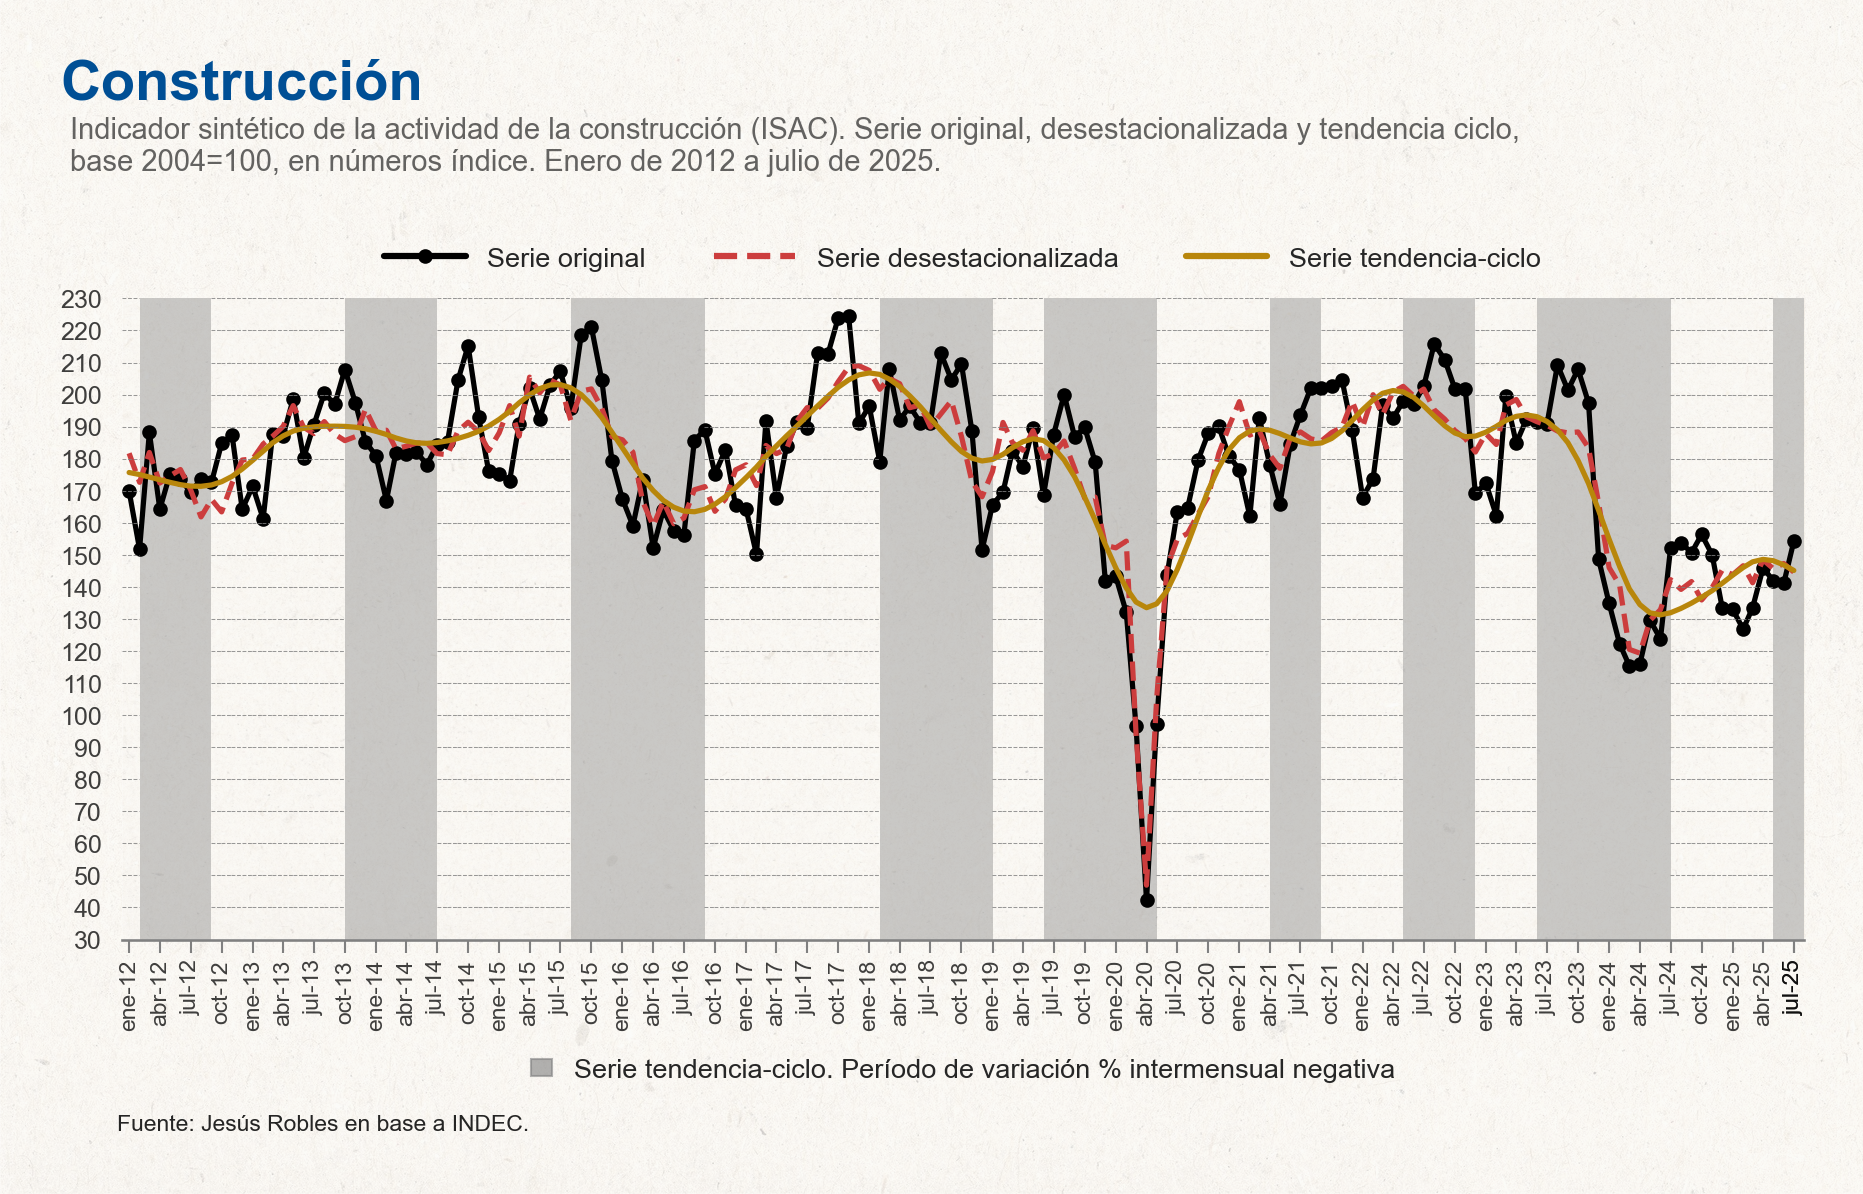 Construcción
Indicador sintético de la actividad de la construcción (ISAC). Serie original, desestacionalizada y tendencia ciclo,
base 2004=100, en números índice. Enero de 2012 a julio de 2025.
Serie original
Serie desestacionalizada
Serie tendencia-ciclo
230
220
210
200
190
180
170
160
150
140
130
120
110
100
90
80
70
60
50
40
30
ene-12
abr-12
jul-12
oct-12
ene-13
abr-13
jul-13
oct-13
ene-14
abr-14
jul-14
oct-14
ene-15
abr-15
jul-15
oct-15
ene-16
abr-16
jul-16
oct-16
ene-17
abr-17
jul-17
oct-17
ene-18
abr-18
jul-18
oct-18
ene-19
abr-19
jul-19
oct-19
ene-20
abr-20
jul-20
oct-20
ene-21
abr-21
jul-21
oct-21
ene-22
abr-22
jul-22
oct-22
ene-23
abr-23
jul-23
oct-23
ene-24
abr-24
jul-24
oct-24
ene-25
abr-25
jul-25
Serie tendencia-ciclo. Período de variación % intermensual negativa
Fuente: Jesús Robles en base a INDEC.